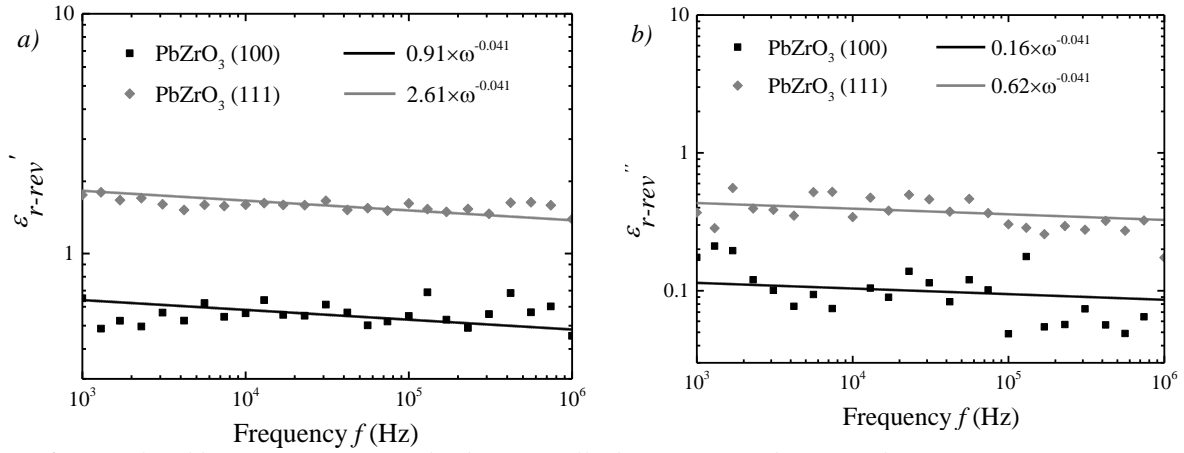 a)
10
PbZrO₃ (100)
0.91×ω^-0.041
PbZrO₃ (111)
2.61×ω^-0.041
ε r-rev '
1
10³
10⁴
10⁵
10⁶
Frequency f (Hz)
b)
10
PbZrO₃ (100)
0.16×ω^-0.041
PbZrO₃ (111)
0.62×ω^-0.041
ε r-rev ''
1
0.1
10³
10⁴
10⁵
10⁶
Frequency f (Hz)